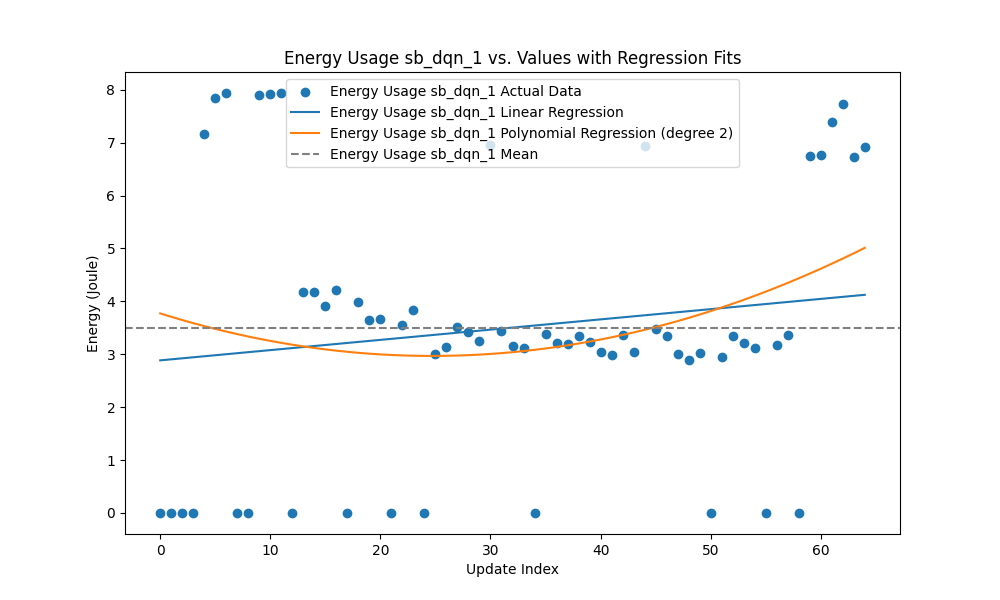 Energy Usage sb_dqn_1 vs. Values with Regression Fits
Energy Usage sb_dqn_1 Actual Data
Energy Usage sb_dqn_1 Linear Regression
Energy Usage sb_dqn_1 Polynomial Regression (degree 2)
Energy Usage sb_dqn_1 Mean
8
7
6
5
4
3
2
1
0
Energy (Joule)
0 10 20 30 40 50 60
Update Index